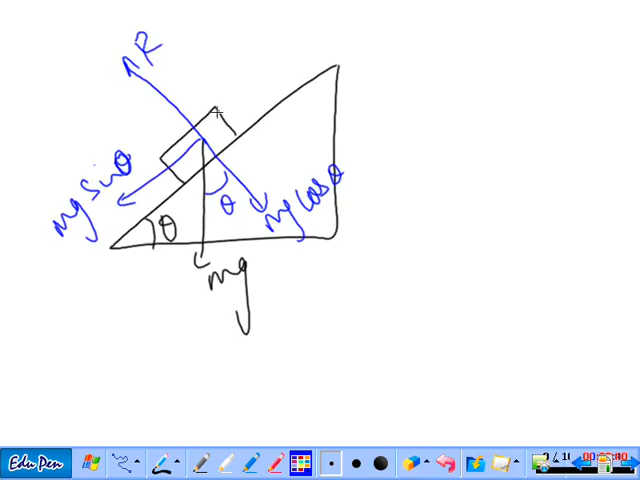 R
mg sinθ
θ
θ
mg cosθ
mg
Edu Pen